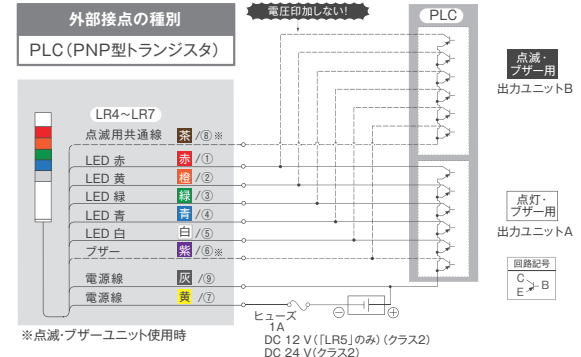 外部接点の種別
PLC（PNP型トランジスタ）
電圧印加しない！
PLC
点滅・
ブザー用
出力ユニットB
LR4〜LR7
点滅用共通線 茶 /⑧ ※
LED 赤 赤 /①
LED 黄 橙 /②
LED 緑 緑 /③
LED 青 青 /④
LED 白 白 /⑤
ブザー 紫 /⑥※
電源線 灰 /⑨
電源線 黄 /⑦
点灯・
ブザー用
出力ユニットA
回路記号
C
E
B
⊖ ⊕
ヒューズ
1A
DC 12 V（「LR5」のみ）（クラス2）
DC 24 V（クラス2）
※点滅・ブザーユニット使用時